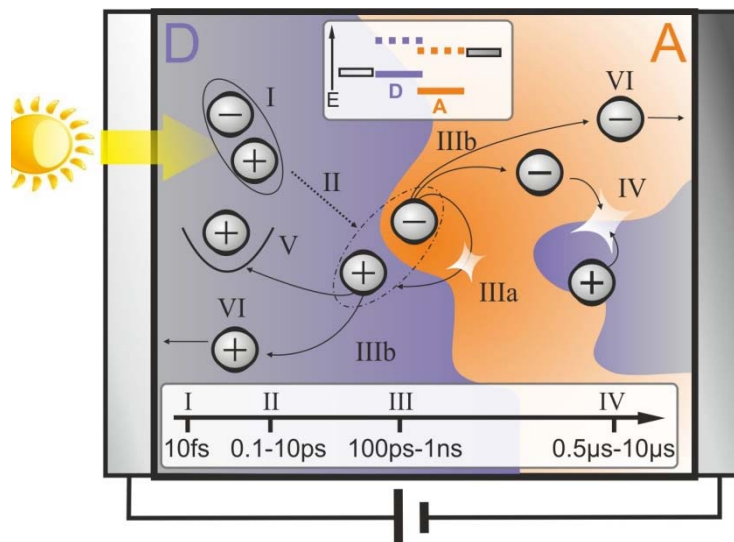 D
A
E
D
A
I
II
V
VI
IIIb
IIIb
IIIa
VI
IV
I II III IV
10fs 0.1-10ps 100ps-1ns 0.5µs-10µs
− + + − + + − − +